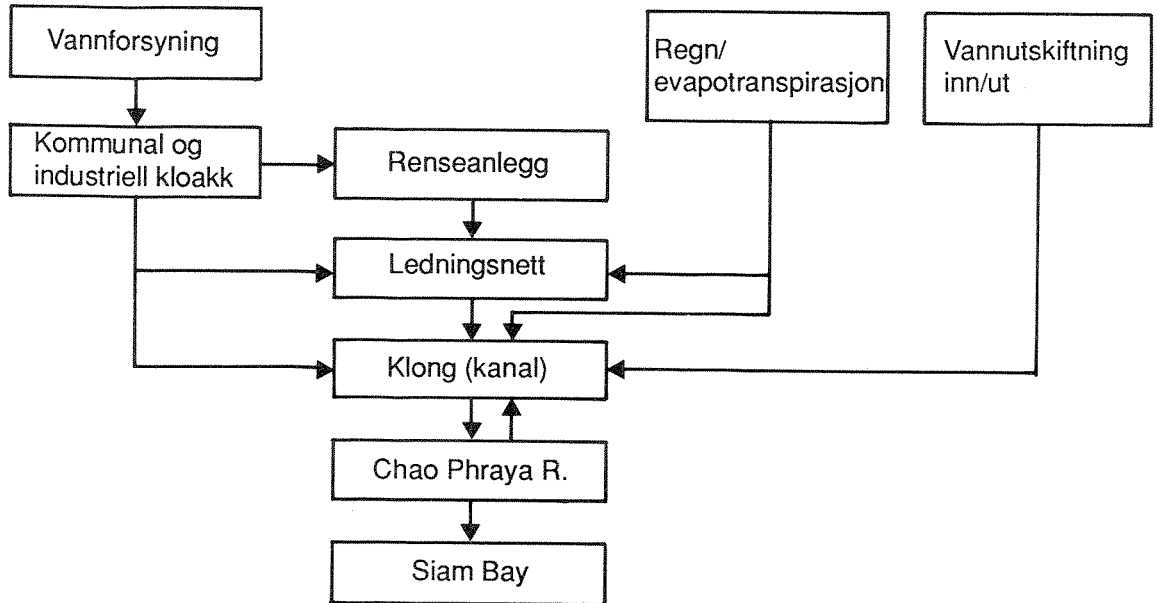 Vannforsyning
Regn/
evapotranspirasjon
Vannutskiftning
inn/ut
Kommunal og
industriell kloakk
Renseanlegg
Ledningsnett
Klong (kanal)
Chao Phraya R.
Siam Bay